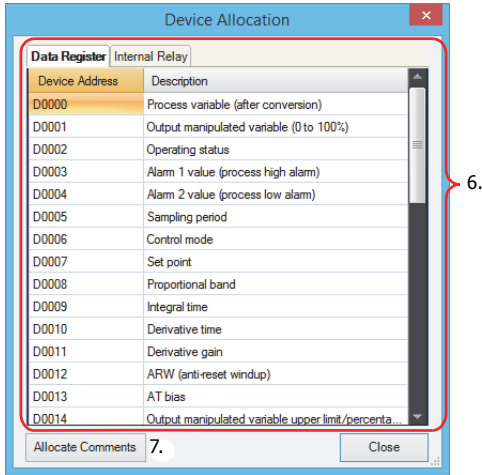 Device Allocation
Data Register Internal Relay
Device Address Description
D0000 Process variable (after conversion)
D0001 Output manipulated variable (0 to 100%)
D0002 Operating status
D0003 Alarm 1 value (process high alarm)
D0004 Alarm 2 value (process low alarm)
D0005 Sampling period
D0006 Control mode
D0007 Set point
D0008 Proportional band
D0009 Integral time
D0010 Derivative time
D0011 Derivative gain
D0012 ARW (anti-reset windup)
D0013 AT bias
D0014 Output manipulated variable upper limit/percenta...
6.
Allocate Comments 7. Close